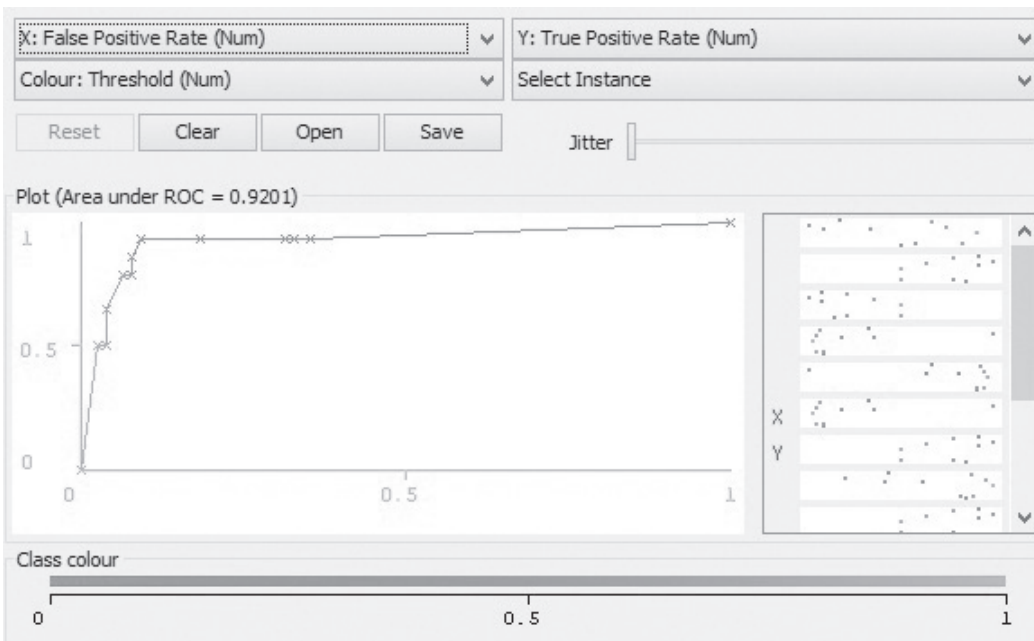 X: False Positive Rate (Num) Y: True Positive Rate (Num)
Colour: Threshold (Num) Select Instance
Reset Clear Open Save Jitter
Plot (Area under ROC = 0.9201)
1
0.5
0
0 0.5 1
X
Y
Class colour
0 0.5 1